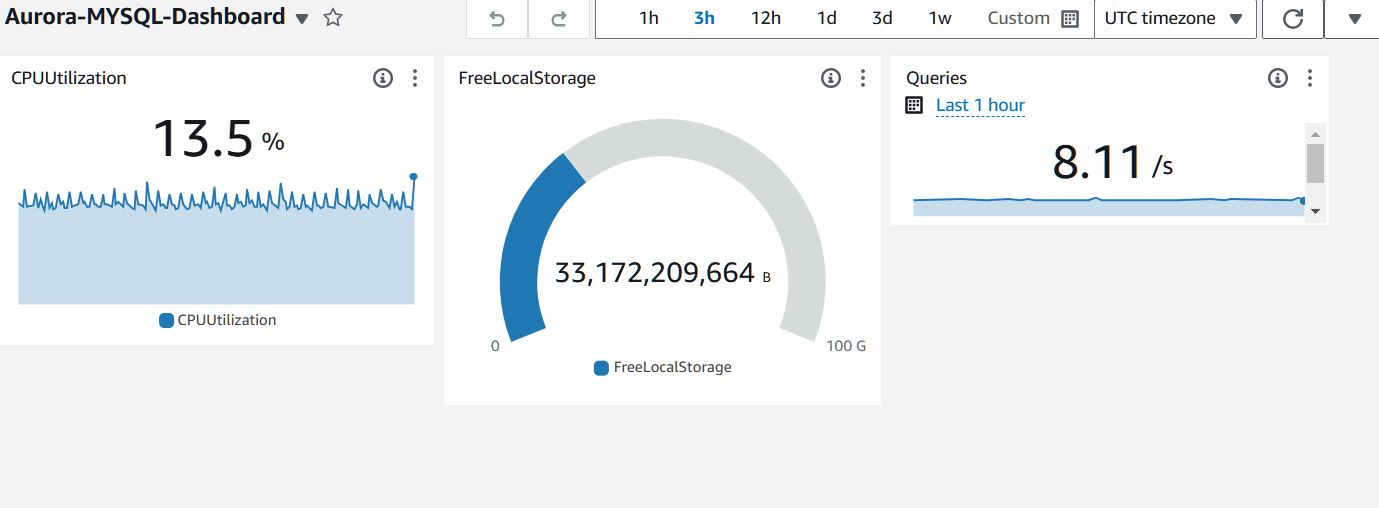 Aurora-MYSQL-Dashboard
1h 3h 12h 1d 3d 1w Custom UTC timezone
CPUUtilization
13.5 %
CPUUtilization
FreeLocalStorage
33,172,209,664 B
0 100 G
FreeLocalStorage
Queries
Last 1 hour
8.11 /s